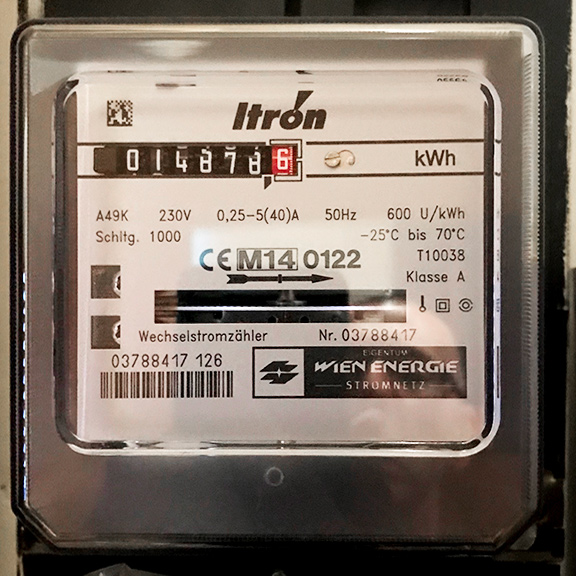 Itrón
0148786 kWh
A49K 230V 0,25-5(40)A 50Hz 600 U/kWh
Schltg. 1000 -25°C bis 70°C
CE M14 0122 T10038
Klasse A
Wechselstromzähler Nr. 03788417
03788417 126
EIGENTUM
WIEN ENERGIE
STROMNETZ